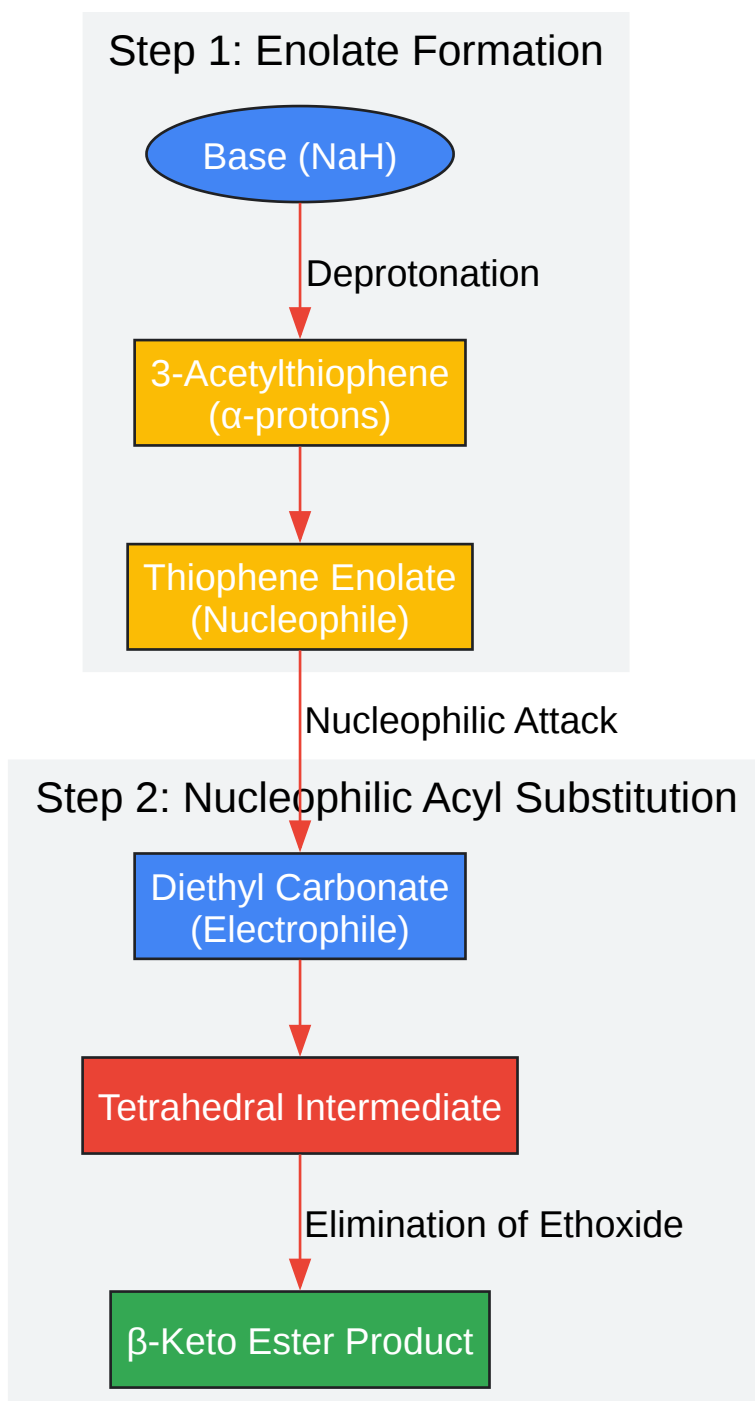 Step 1: Enolate Formation
Base (NaH)
Deprotonation
3-Acetylthiophene
(α-protons)
Thiophene Enolate
(Nucleophile)
Nucleophilic Attack
Step 2: Nucleophilic Acyl Substitution
Diethyl Carbonate
(Electrophile)
Tetrahedral Intermediate
Elimination of Ethoxide
β-Keto Ester Product